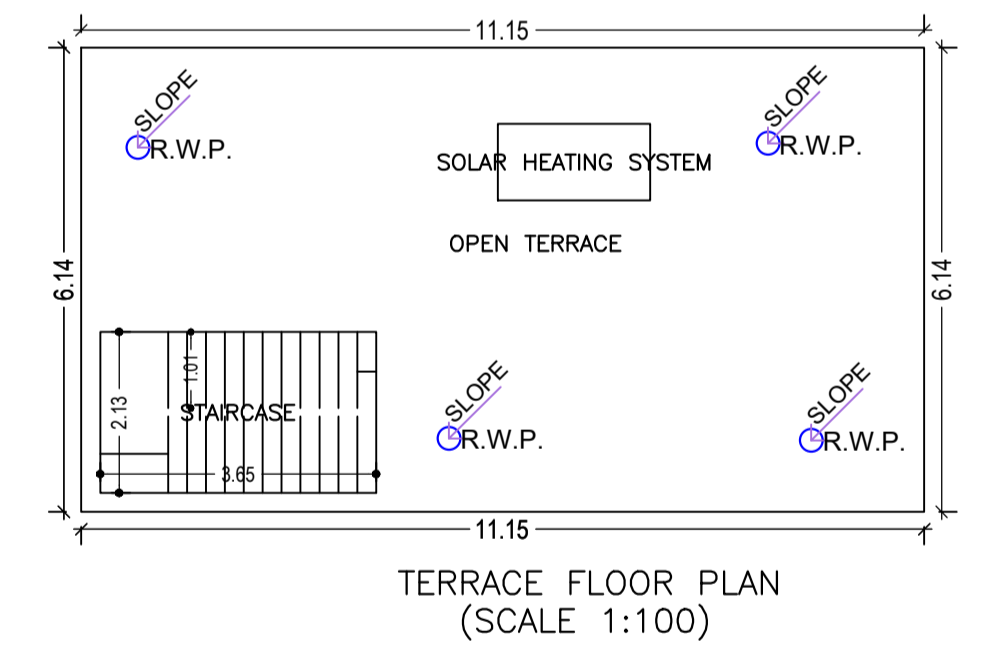 11.15
SLOPE
R.W.P.
SLOPE
R.W.P.
SOLAR HEATING SYSTEM
OPEN TERRACE
6.14
6.14
1.01
2.13
STAIRCASE
3.65
SLOPE
R.W.P.
SLOPE
R.W.P.
11.15
TERRACE FLOOR PLAN
(SCALE 1:100)